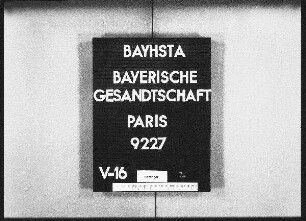 BAYHSTA
BAYERISCHE
GESANDTSCHAFT
PARIS
9227
V-16